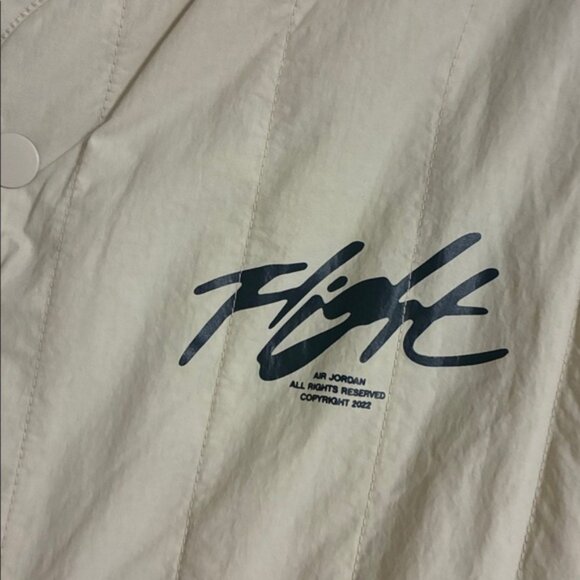 Flight
AIR JORDAN
ALL RIGHTS RESERVED
COPYRIGHT 2022